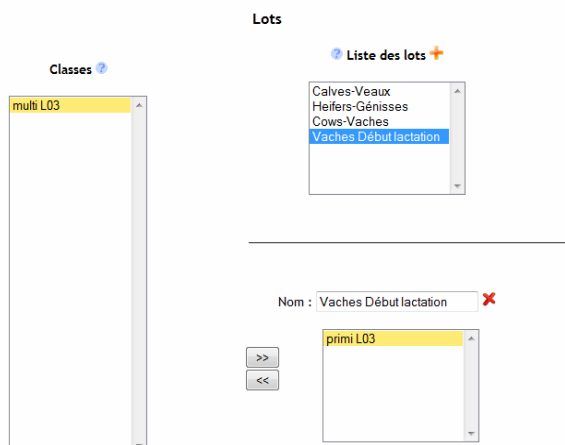 Lots
Classes ?
multi L03
? Liste des lots
Calves-Veaux
Heifers-Génisses
Cows-Vaches
Vaches Début lactation
Nom : Vaches Début lactation
>>
<<
primi L03